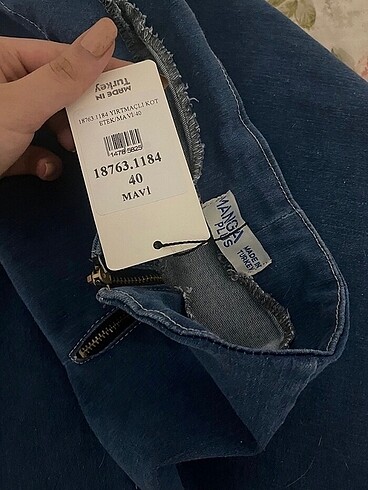 MADE IN
Turkey
18763.1184 YIRTMAÇLI KOT
ETEK/MAVİ/40
14785825
18763.1184
40
MAVİ
MANGA
PLUS
MADE IN
TURKEY